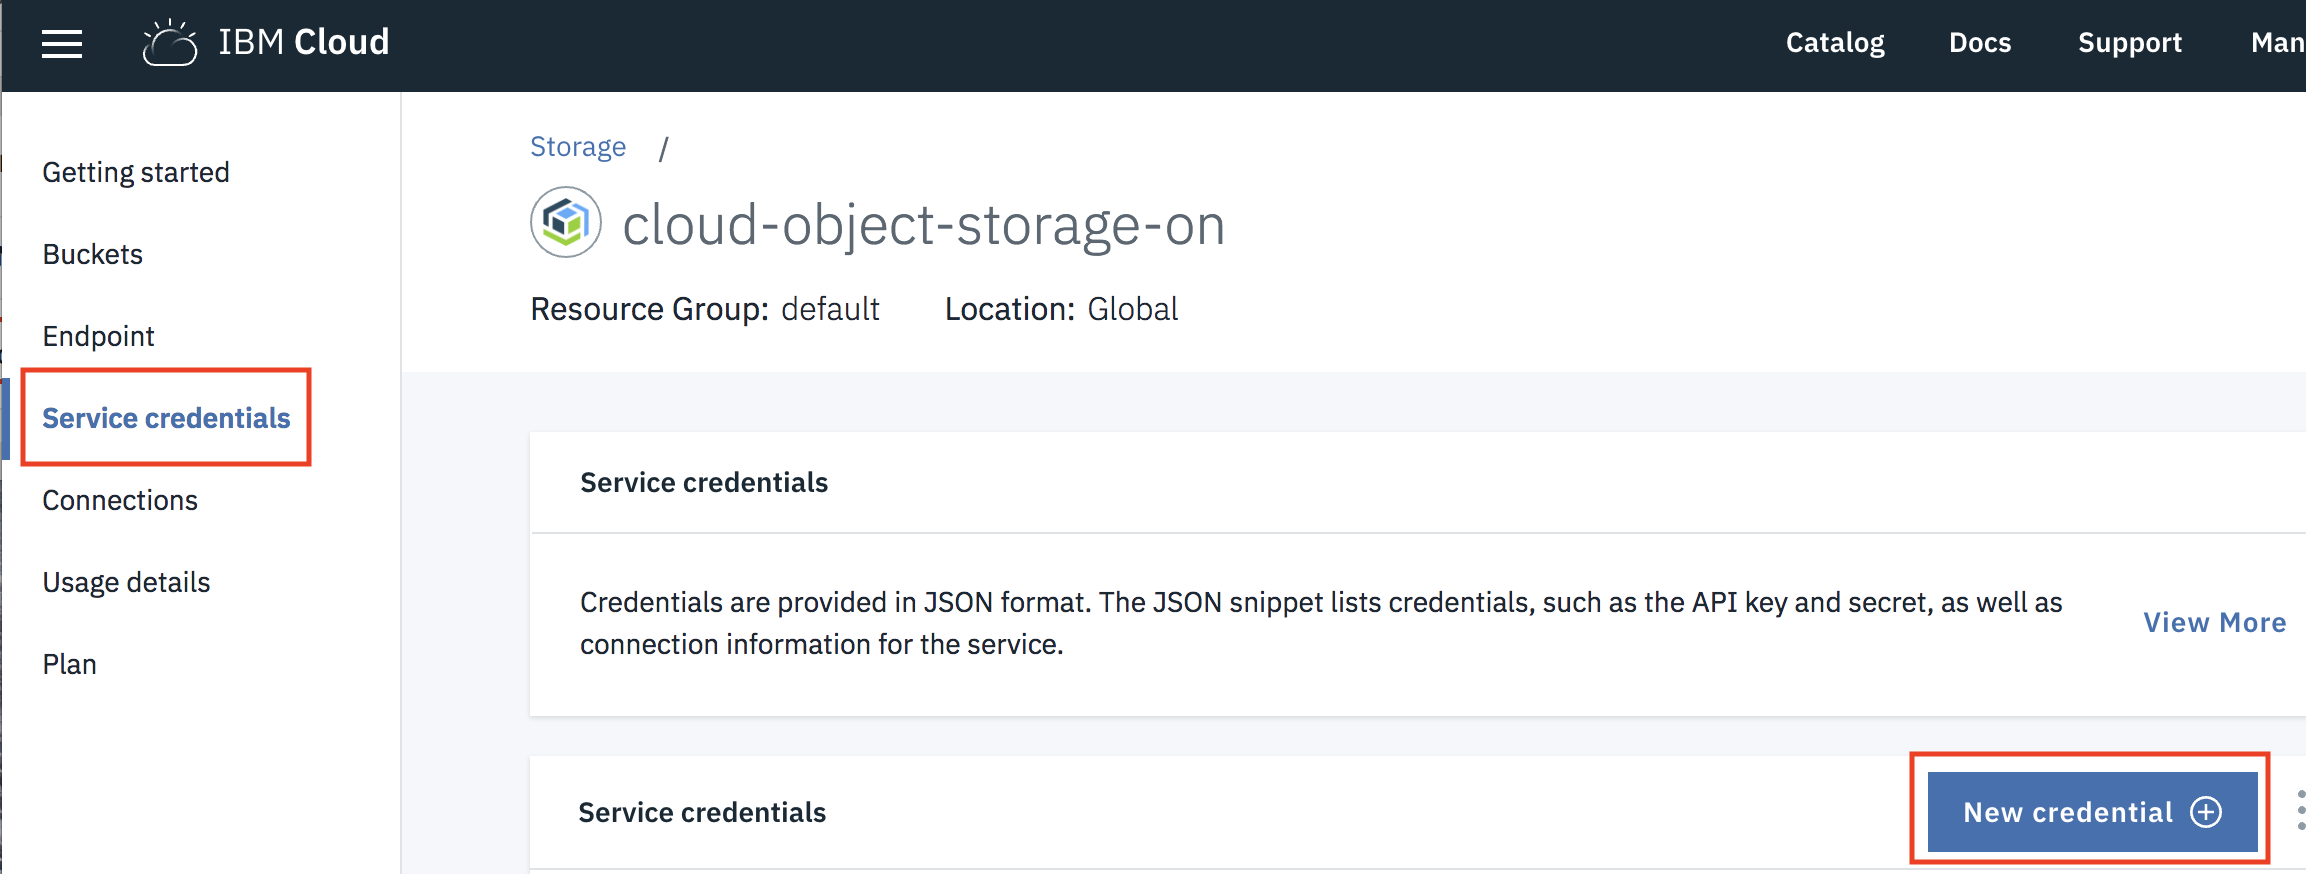 IBM Cloud
Catalog Docs Support Man
Getting started
Buckets
Endpoint
Service credentials
Connections
Usage details
Plan
Storage /
cloud-object-storage-on
Resource Group: default Location: Global
Service credentials
Credentials are provided in JSON format. The JSON snippet lists credentials, such as the API key and secret, as well as
connection information for the service.
View More
Service credentials
New credential